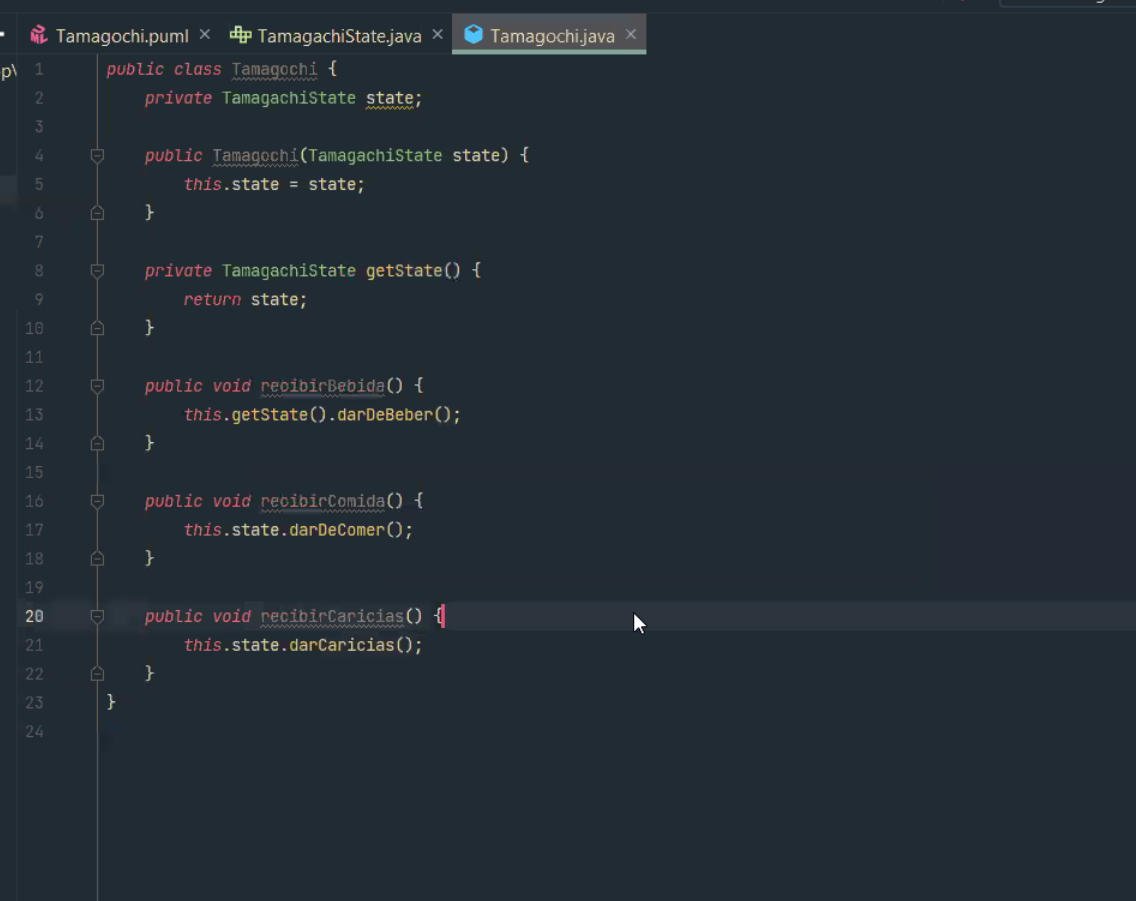 p\
Tamagochi.puml
TamagachiState.java
Tamagochi.java
1 public class Tamagochi {
2 private TamagachiState state;
3
4 public Tamagochi(TamagachiState state) {
5 this.state = state;
6 }
7
8 private TamagachiState getState() {
9 return state;
10 }
11
12 public void recibirBebida() {
13 this.getState().darDeBeber();
14 }
15
16 public void recibirComida() {
17 this.state.darDeComer();
18 }
19
20 public void recibirCaricias() {
21 this.state.darCaricias();
22 }
23 }
24